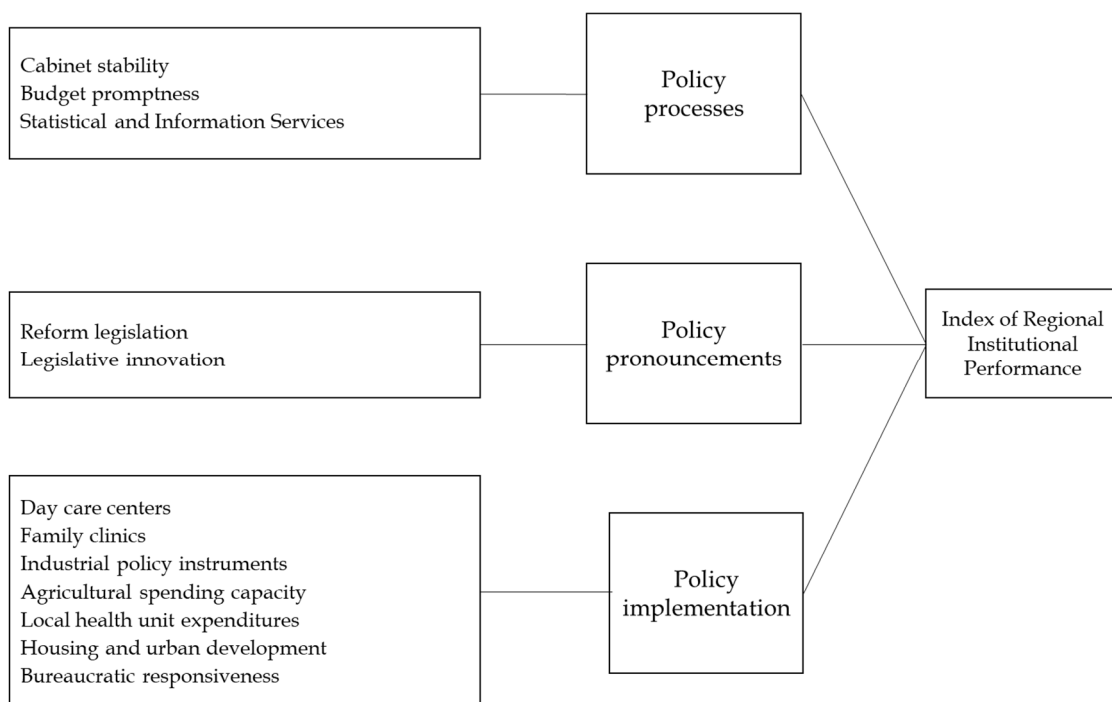 Cabinet stability
Budget promptness
Statistical and Information Services
Policy
processes
Reform legislation
Legislative innovation
Policy
pronouncements
Index of Regional
Institutional
Performance
Day care centers
Family clinics
Industrial policy instruments
Agricultural spending capacity
Local health unit expenditures
Housing and urban development
Bureaucratic responsiveness
Policy
implementation